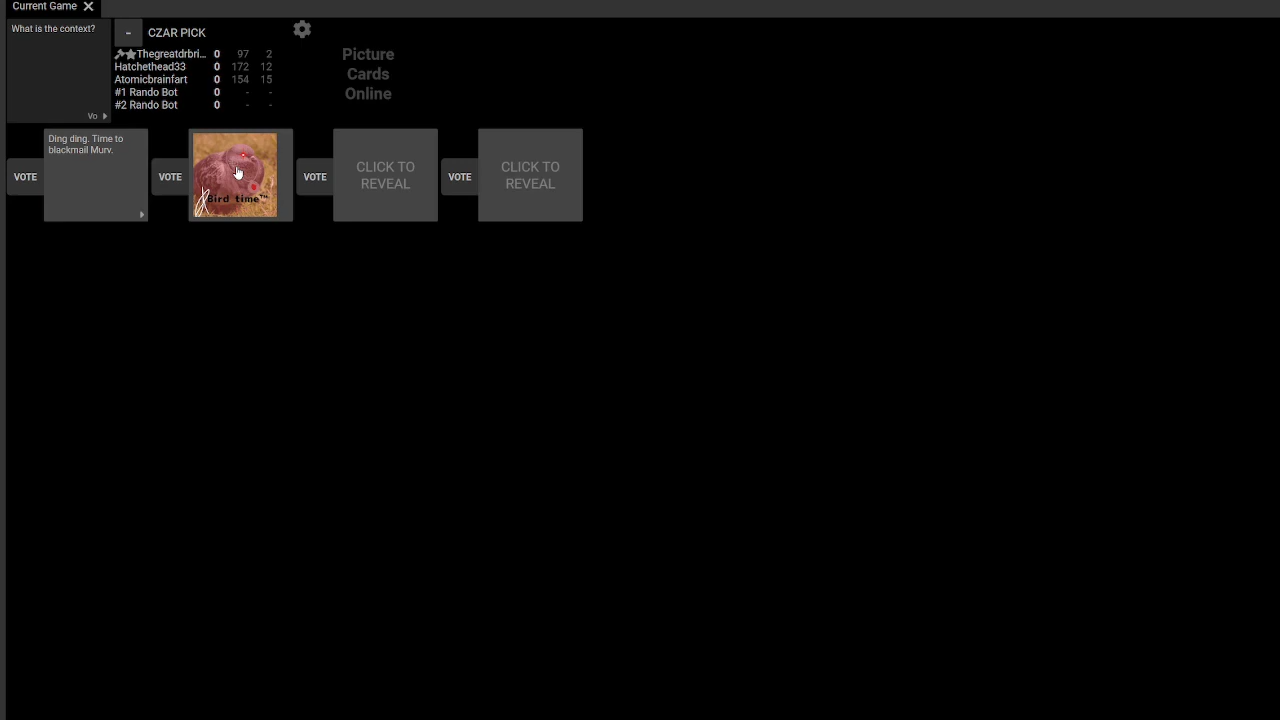 Current Game
What is the context?
Vo
-
CZAR PICK
Thegreatdrbri... 0 97 2
Hatchethead33 0 172 12
Atomicbrainfart 0 154 15
#1 Rando Bot 0 - -
#2 Rando Bot 0 - -
Picture
Cards
Online
VOTE
Ding ding. Time to
blackmail Murv.
VOTE
Bird time™
VOTE
CLICK TO
REVEAL
VOTE
CLICK TO
REVEAL